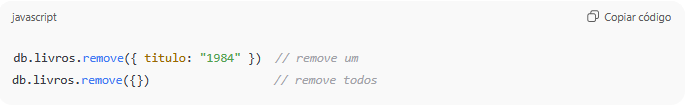 javascript
Copiar código
db.livros.remove({ titulo: "1984" })  // remove um
db.livros.remove({})                  // remove todos